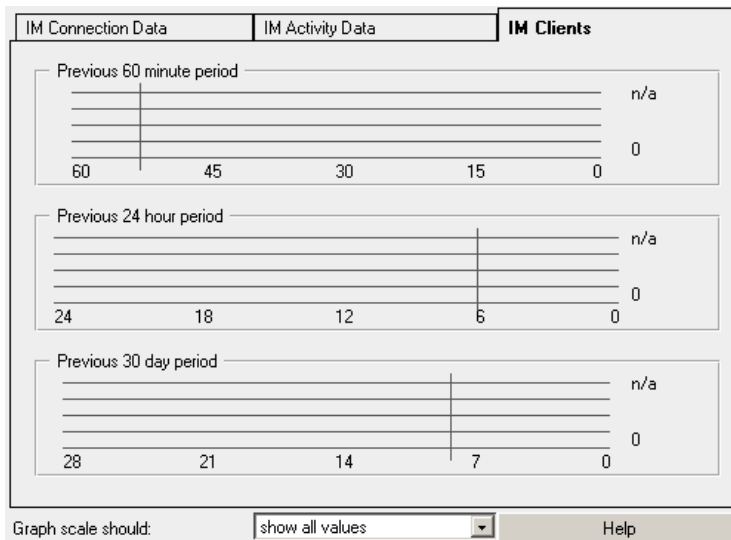 IM Connection Data IM Activity Data IM Clients
Previous 60 minute period
n/a
0
60 45 30 15 0
Previous 24 hour period
n/a
0
24 18 12 6 0
Previous 30 day period
n/a
0
28 21 14 7 0
Graph scale should: show all values Help